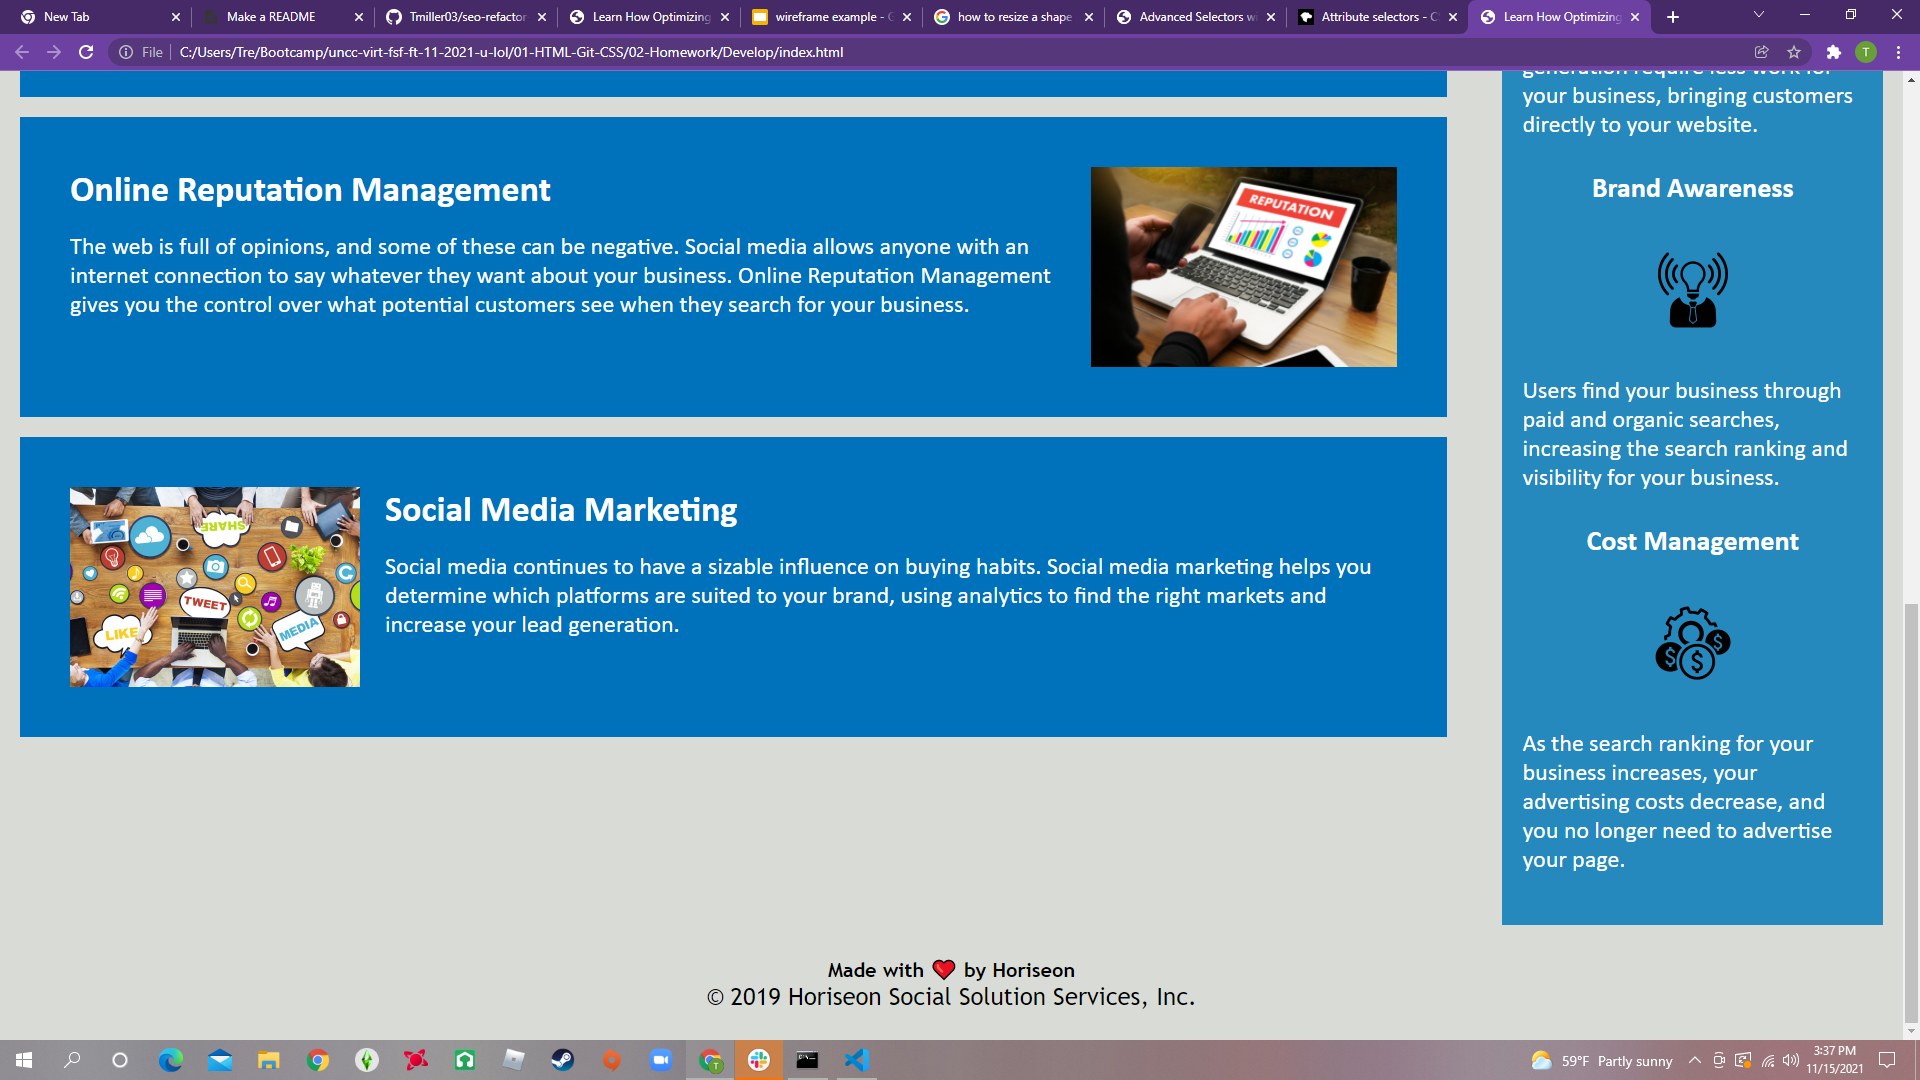 New Tab
Make a README
Tmiller03/seo-refactor
Learn How Optimizing
wireframe example - G
how to resize a shape
Advanced Selectors wi
Attribute selectors - C
Learn How Optimizing
File
C:/Users/Tre/Bootcamp/uncc-virt-fsf-ft-11-2021-u-lol/01-HTML-Git-CSS/02-Homework/Develop/index.html
T
Online Reputation Management
The web is full of opinions, and some of these can be negative. Social media allows anyone with an
internet connection to say whatever they want about your business. Online Reputation Management
gives you the control over what potential customers see when they search for your business.
REPUTATION
SHARE
TWEET
LIKE
MEDIA
Social Media Marketing
Social media continues to have a sizable influence on buying habits. Social media marketing helps you
determine which platforms are suited to your brand, using analytics to find the right markets and
increase your lead generation.
generation require less work for
your business, bringing customers
directly to your website.
Brand Awareness
Users find your business through
paid and organic searches,
increasing the search ranking and
visibility for your business.
Cost Management
As the search ranking for your
business increases, your
advertising costs decrease, and
you no longer need to advertise
your page.
Made with ❤️ by Horiseon
© 2019 Horiseon Social Solution Services, Inc.
59°F Partly sunny
3:37 PM
11/15/2021